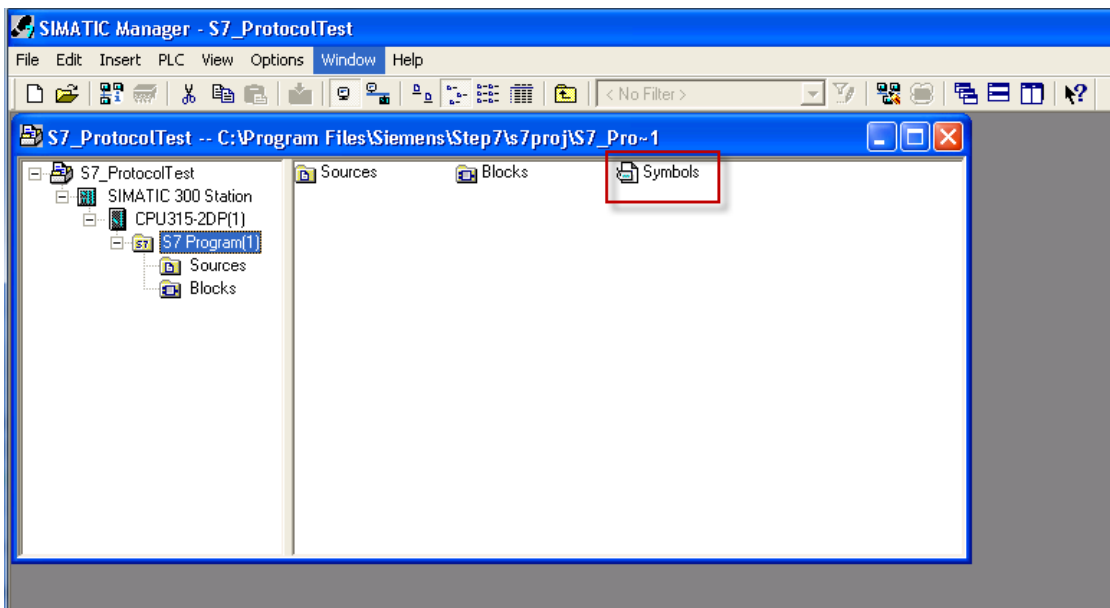 SIMATIC Manager - S7_ProtocolTest
File Edit Insert PLC View Options Window Help
< No Filter >
S7_ProtocolTest -- C:\Program Files\Siemens\Step7\s7proj\S7_Pro~1
S7_ProtocolTest
SIMATIC 300 Station
CPU315-2DP(1)
S7 Program(1)
Sources
Blocks
Sources Blocks Symbols